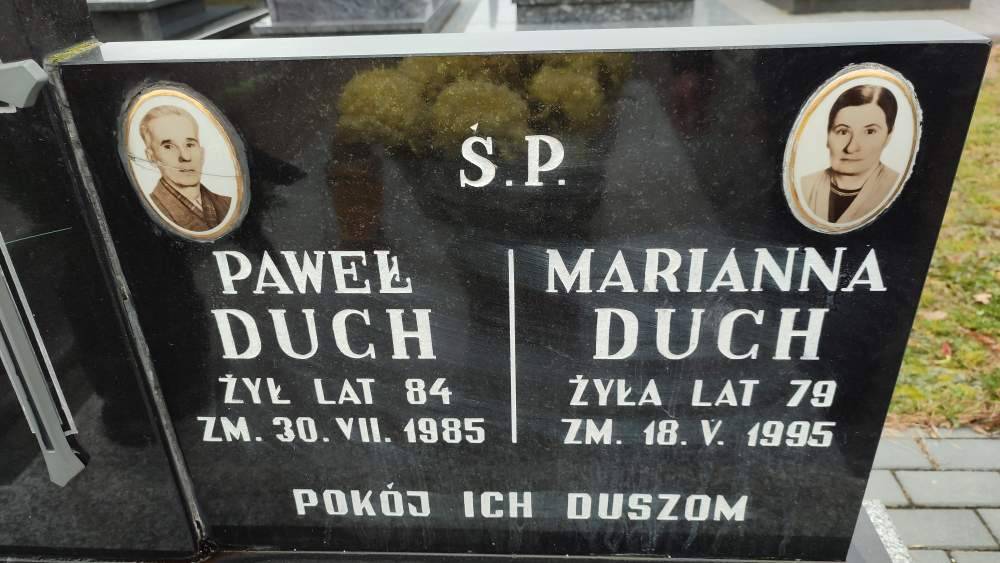 Ś.P.
PAWEŁ
DUCH
ŻYŁ LAT 84
ZM. 30. VII. 1985
MARIANNA
DUCH
ŻYŁA LAT 79
ZM. 18. V. 1995
POKÓJ ICH DUSZOM